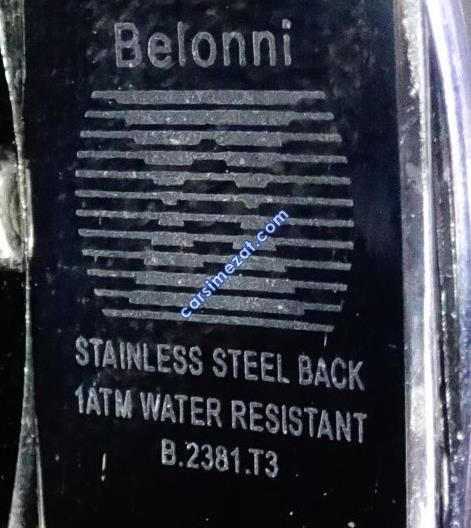 Belonni
carsimezat.com
STAINLESS STEEL BACK
1ATM WATER RESISTANT
B.2381.T3